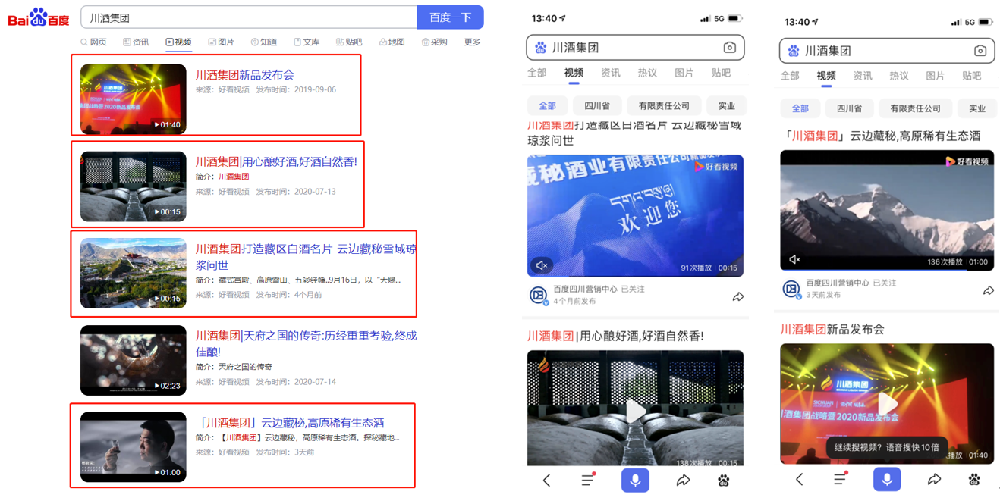 Bai du 百度
川酒集团
百度一下
网页 资讯 视频 图片 知道 文库 贴吧 地图 采购 更多
川酒集团
01:40
川酒集团新品发布会
来源：好看视频 发布时间：2019-09-06
00:15
川酒集团|用心酿好酒,好酒自然香!
简介：川酒集团
来源：好看视频 发布时间：2020-07-13
00:15
川酒集团打造藏区白酒名片 云边藏秘雪域琼
浆问世
简介：藏式宫殿、高原雪山、五彩经幡..9月16日，以“天赐...
来源：好看视频 发布时间：4个月前
02:23
川酒集团|天府之国的传奇:历经重重考验,终成
佳酿!
简介：天府之国的传奇
来源：好看视频 发布时间：2020-07-14
01:00
「川酒集团」云边藏秘,高原稀有生态酒
简介：【川酒集团】云边藏秘，高原稀有生态酒。探秘藏地...
来源：好看视频 发布时间：3天前
13:40 5G
川酒集团
全部 视频 资讯 热议 图片 贴吧
全部 四川省 有限责任公司 实业
川酒集团打造藏区白酒名片 云边藏秘雪域
琼浆问世
藏秘酒业有限责任公司
好看视频
欢迎您
91次播放 00:15
百度四川营销中心 已关注
4个月前发布
川酒集团|用心酿好酒,好酒自然香!
138次播放 00:15
13:40 5G
川酒集团
全部 视频 资讯 热议 图片 贴吧
全部 四川省 有限责任公司 实业
「川酒集团」云边藏秘,高原稀有生态酒
好看视频
136次播放 01:00
百度四川营销中心 已关注
3天前发布
川酒集团新品发布会
川酒集团
SICHUAN
川酒集团战略暨2020新品发布会
继续搜视频？语音搜快10倍
播放 01:40